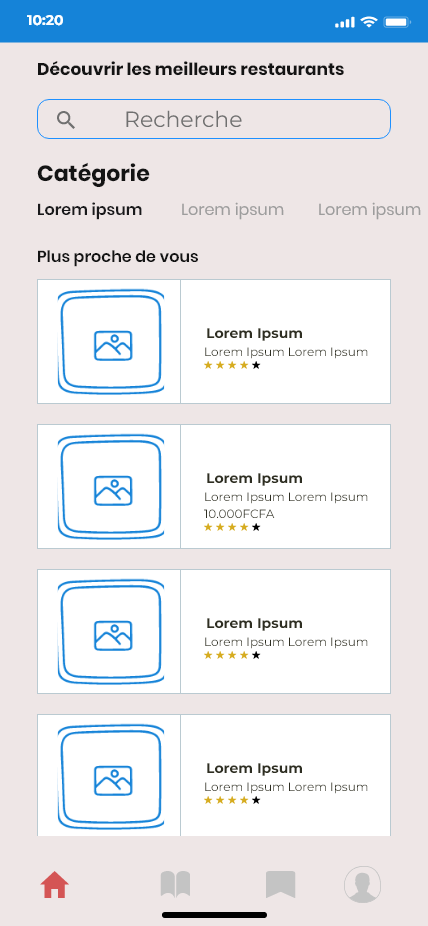 10:20
Découvrir les meilleurs restaurants
Recherche
Catégorie
Lorem ipsum Lorem ipsum Lorem ipsum
Plus proche de vous
Lorem Ipsum
Lorem Ipsum Lorem Ipsum
Lorem Ipsum
Lorem Ipsum Lorem Ipsum
10.000FCFA
Lorem Ipsum
Lorem Ipsum Lorem Ipsum
Lorem Ipsum
Lorem Ipsum Lorem Ipsum